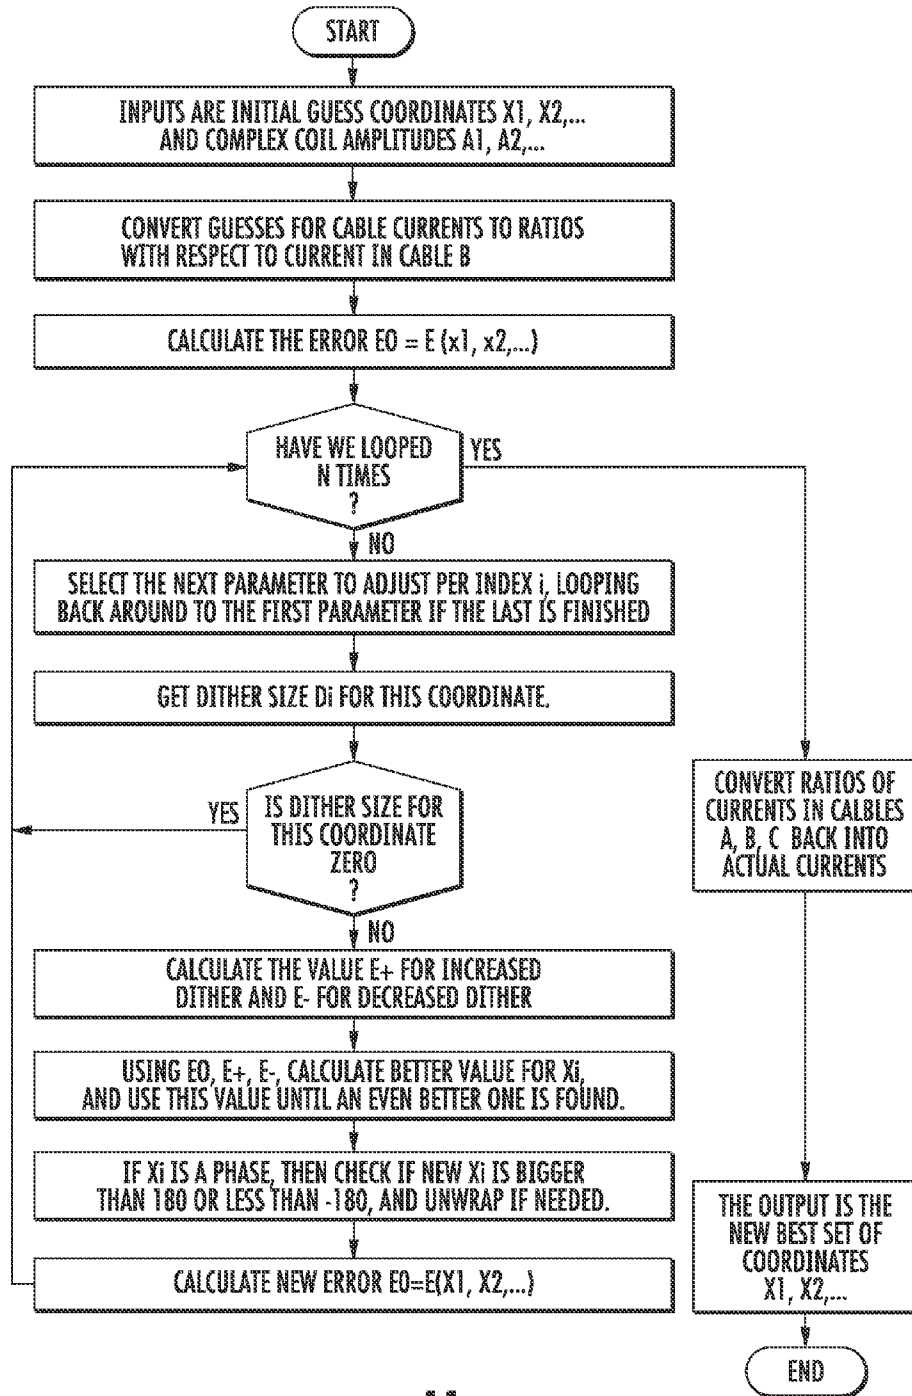 START
INPUTS ARE INITIAL GUESS COORDINATES X1, X2,...
AND COMPLEX COIL AMPLITUDES A1, A2,...
CONVERT GUESSES FOR CABLE CURRENTS TO RATIOS
WITH RESPECT TO CURRENT IN CABLE B
CALCULATE THE ERROR E0 = E (x1, x2,...)
HAVE WE LOOPED
N TIMES
?
YES
NO
SELECT THE NEXT PARAMETER TO ADJUST PER INDEX i, LOOPING
BACK AROUND TO THE FIRST PARAMETER IF THE LAST IS FINISHED
GET DITHER SIZE Di FOR THIS COORDINATE.
IS DITHER SIZE FOR
THIS COORDINATE
ZERO
?
YES
NO
CALCULATE THE VALUE E+ FOR INCREASED
DITHER AND E- FOR DECREASED DITHER
USING E0, E+, E-, CALCULATE BETTER VALUE FOR Xi,
AND USE THIS VALUE UNTIL AN EVEN BETTER ONE IS FOUND.
IF Xi IS A PHASE, THEN CHECK IF NEW Xi IS BIGGER
THAN 180 OR LESS THAN -180, AND UNWRAP IF NEEDED.
CALCULATE NEW ERROR E0=E(X1, X2,...)
CONVERT RATIOS OF
CURRENTS IN CALBLES
A, B, C BACK INTO
ACTUAL CURRENTS
THE OUTPUT IS THE
NEW BEST SET OF
COORDINATES
X1, X2,...
END